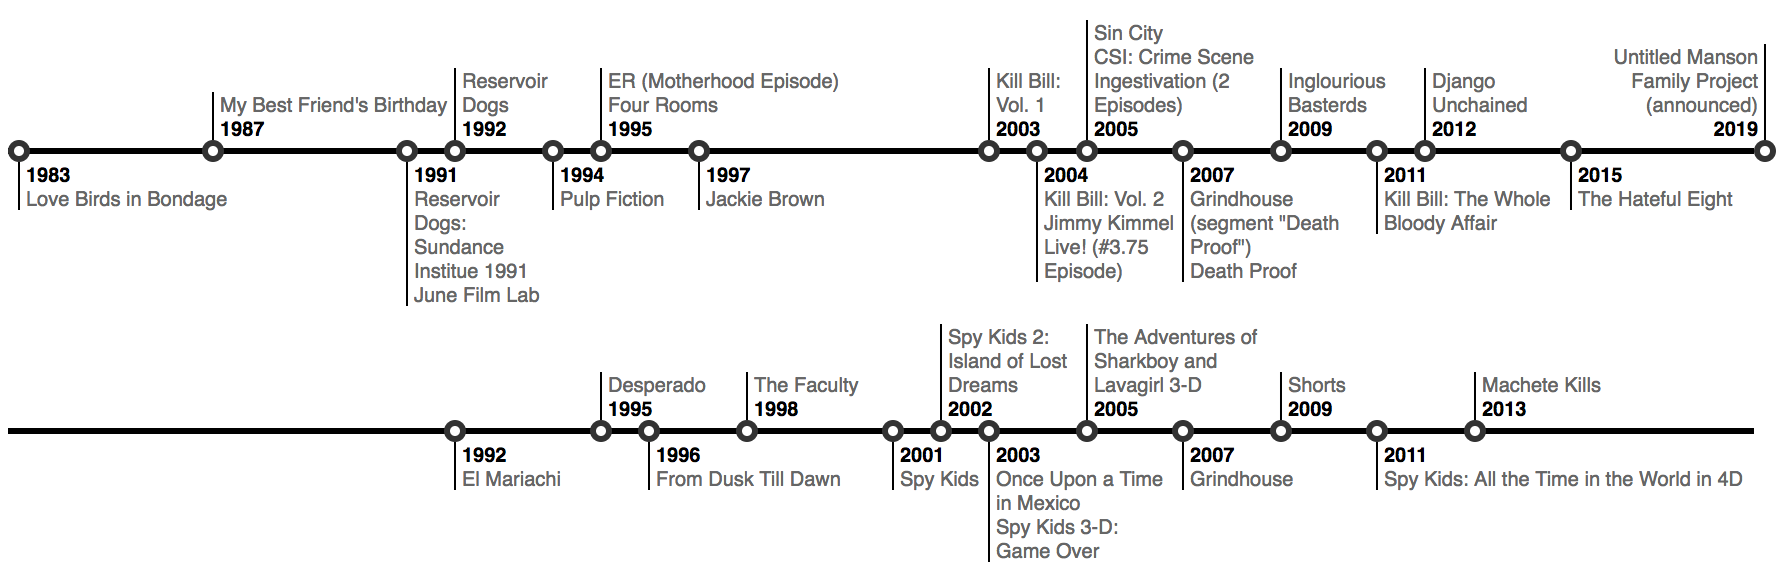 Sin City
CSI: Crime Scene
Ingestivation (2
Episodes)
2005
Untitled Manson
Family Project
(announced)
2019
Reservoir
Dogs
1992
ER (Motherhood Episode)
Four Rooms
1995
Kill Bill:
Vol. 1
2003
Inglourious
Basterds
2009
Django
Unchained
2012
My Best Friend's Birthday
1987
1983
Love Birds in Bondage
1991
Reservoir
Dogs:
Sundance
Institue 1991
June Film Lab
1994
Pulp Fiction
1997
Jackie Brown
2004
Kill Bill: Vol. 2
Jimmy Kimmel
Live! (#3.75
Episode)
2007
Grindhouse
(segment "Death
Proof")
Death Proof
2011
Kill Bill: The Whole
Bloody Affair
2015
The Hateful Eight
Spy Kids 2:
Island of Lost
Dreams
2002
The Adventures of
Sharkboy and
Lavagirl 3-D
2005
Desperado
1995
The Faculty
1998
Shorts
2009
Machete Kills
2013
1992
El Mariachi
1996
From Dusk Till Dawn
2001
Spy Kids
2003
Once Upon a Time
in Mexico
Spy Kids 3-D:
Game Over
2007
Grindhouse
2011
Spy Kids: All the Time in the World in 4D